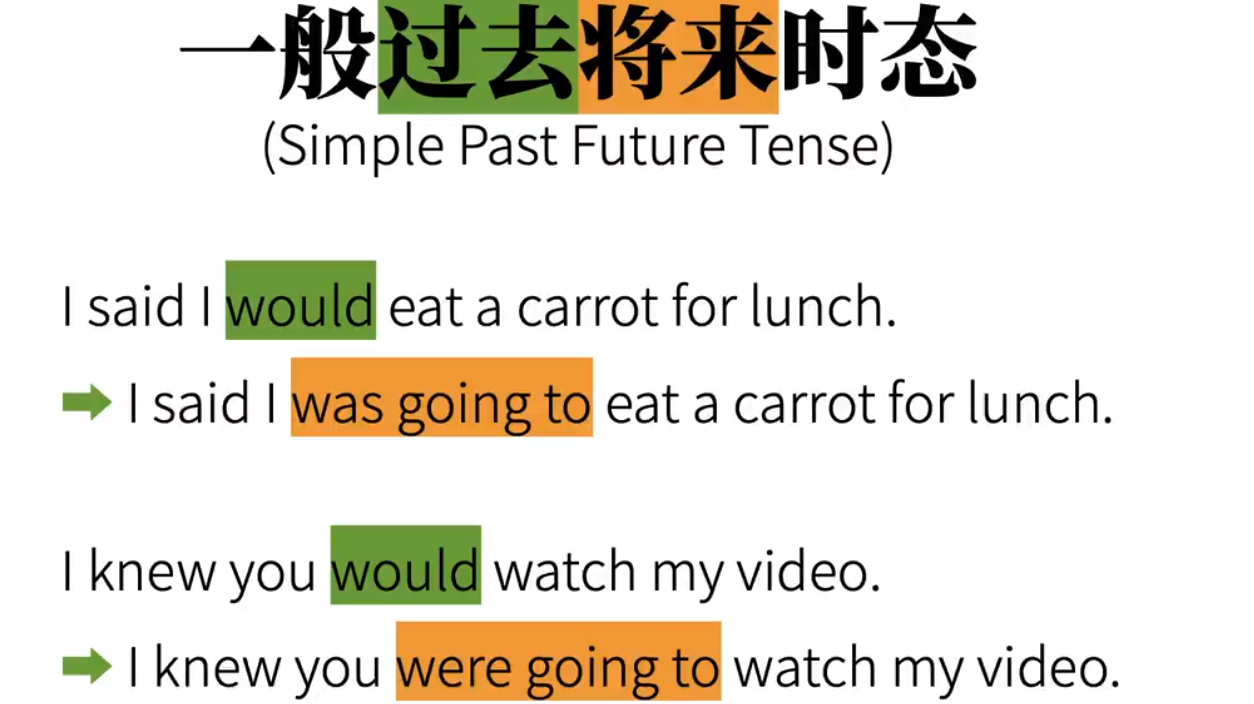 一般过去将来时态
(Simple Past Future Tense)
I said I would eat a carrot for lunch.
➡ I said I was going to eat a carrot for lunch.
I knew you would watch my video.
➡ I knew you were going to watch my video.